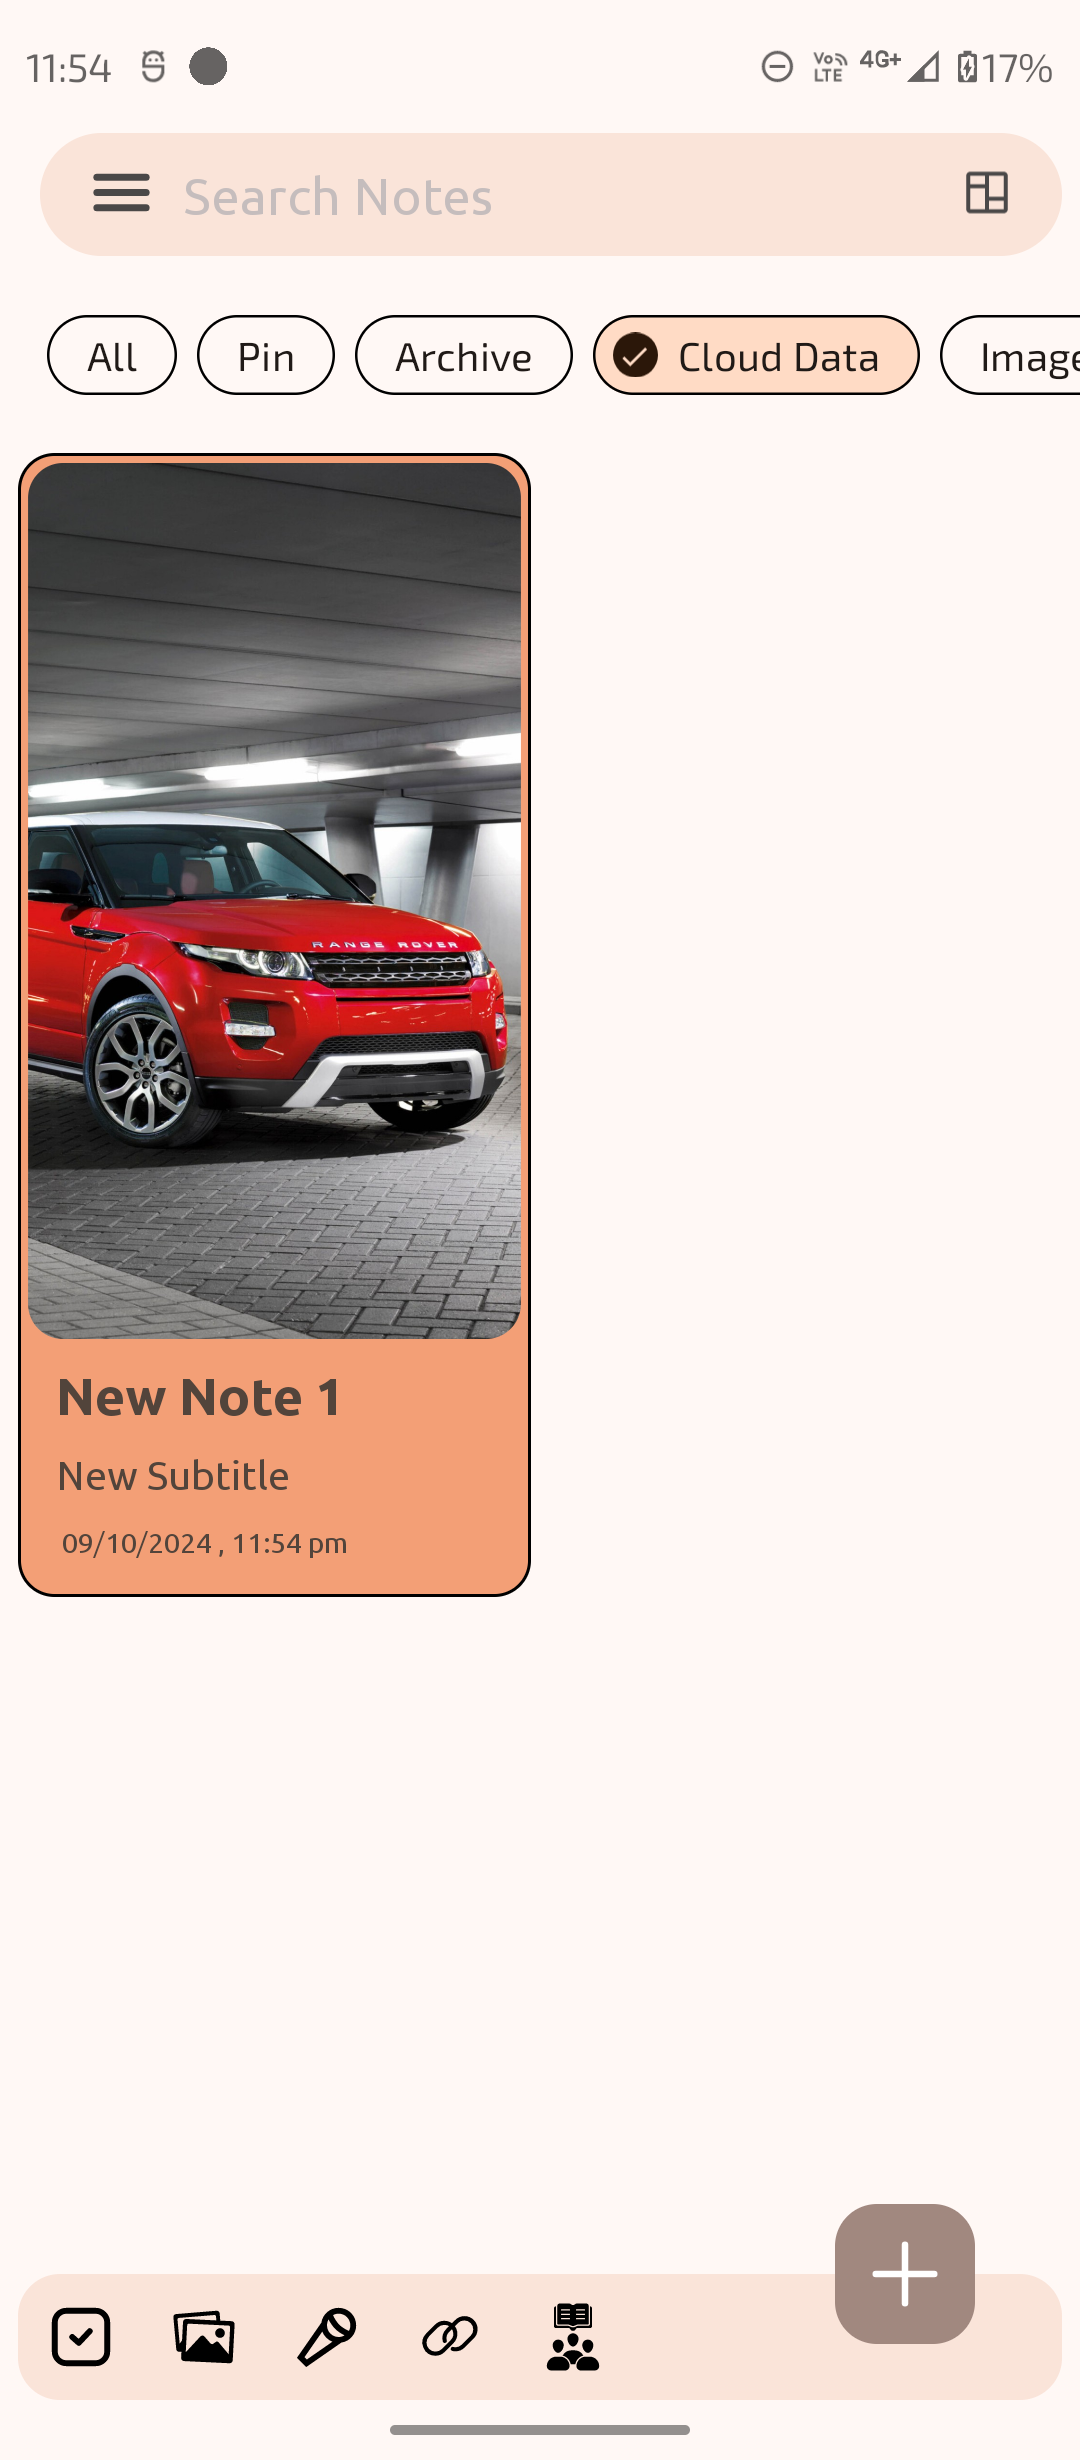 11:54
Vo LTE 4G+ 17%
Search Notes
All Pin Archive Cloud Data Image
RANGE ROVER
New Note 1
New Subtitle
09/10/2024 , 11:54 pm